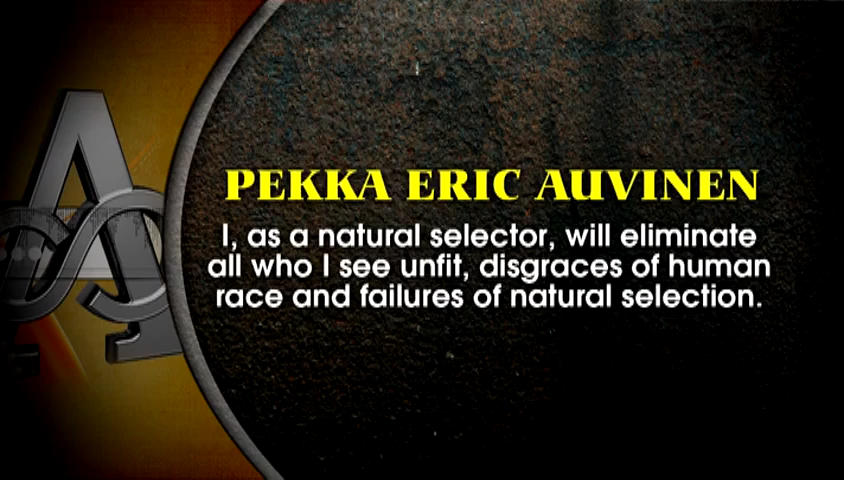 PEKKA ERIC AUVINEN
I, as a natural selector, will eliminate
all who I see unfit, disgraces of human
race and failures of natural selection.